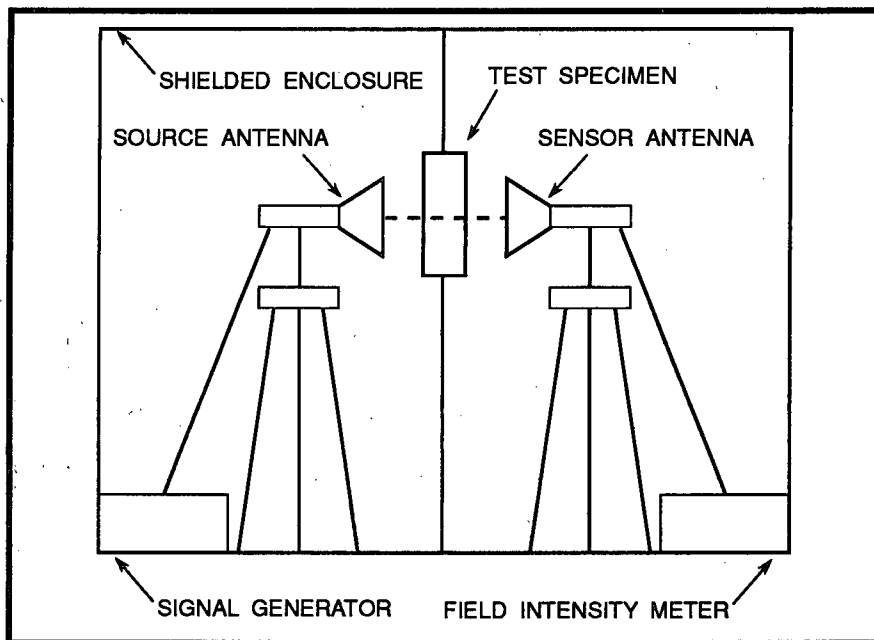 SHIELDED ENCLOSURE
TEST SPECIMEN
SOURCE ANTENNA
SENSOR ANTENNA
SIGNAL GENERATOR
FIELD INTENSITY METER